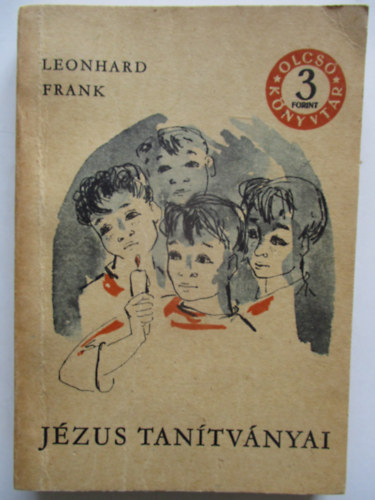 LEONHARD
FRANK
OLCSÓ
3
FORINT
KÖNYVTÁR
JÉZUS TANÍTVÁNYAI